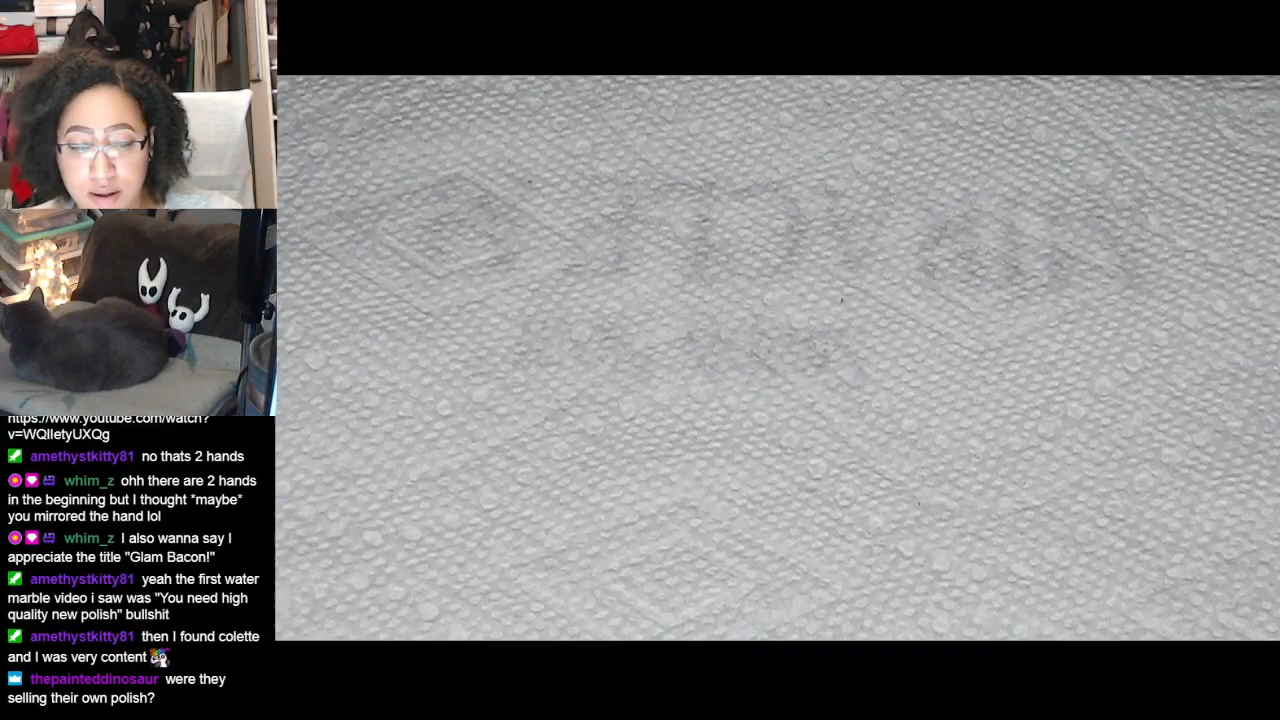 https://www.youtube.com/watch?
v=WQIletyUXQg
amethystkitty81 no thats 2 hands
whim_z ohh there are 2 hands
in the beginning but I thought *maybe*
you mirrored the hand lol
whim_z I also wanna say I
appreciate the title "Glam Bacon!"
amethystkitty81 yeah the first water
marble video i saw was "You need high
quality new polish" bullshit
amethystkitty81 then I found colette
and I was very content
thepainteddinosaur were they
selling their own polish?